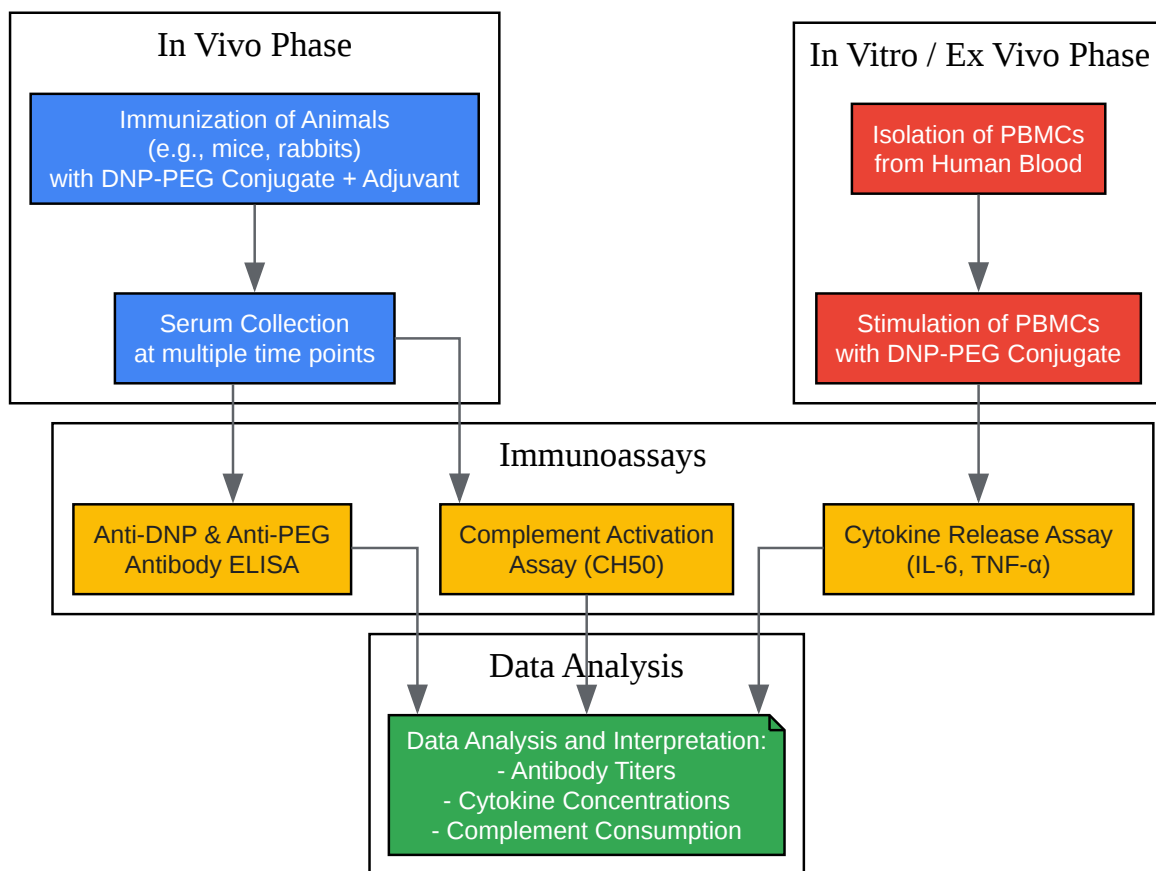 In Vivo Phase
Immunization of Animals
(e.g., mice, rabbits)
with DNP-PEG Conjugate + Adjuvant
Serum Collection
at multiple time points
In Vitro / Ex Vivo Phase
Isolation of PBMCs
from Human Blood
Stimulation of PBMCs
with DNP-PEG Conjugate
Immunoassays
Anti-DNP & Anti-PEG
Antibody ELISA
Complement Activation
Assay (CH50)
Cytokine Release Assay
(IL-6, TNF-α)
Data Analysis
Data Analysis and Interpretation:
- Antibody Titers
- Cytokine Concentrations
- Complement Consumption